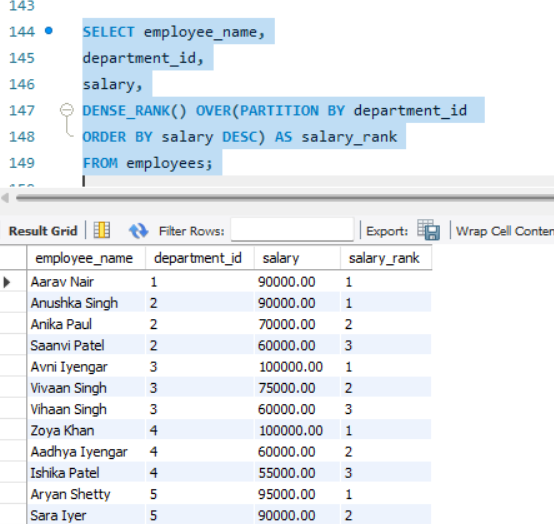 143
144 SELECT employee_name,
145 department_id,
146 salary,
147 DENSE_RANK() OVER(PARTITION BY department_id
148 ORDER BY salary DESC) AS salary_rank
149 FROM employees;
Result Grid Filter Rows: Export: Wrap Cell Conten
employee_name department_id salary salary_rank
Aarav Nair 1 90000.00 1
Anushka Singh 2 90000.00 1
Anika Paul 2 70000.00 2
Saanvi Patel 2 60000.00 3
Avni Iyengar 3 100000.00 1
Vivaan Singh 3 75000.00 2
Vihaan Singh 3 60000.00 3
Zoya Khan 4 100000.00 1
Aadhya Iyengar 4 60000.00 2
Ishika Patel 4 55000.00 3
Aryan Shetty 5 95000.00 1
Sara Iyer 5 90000.00 2